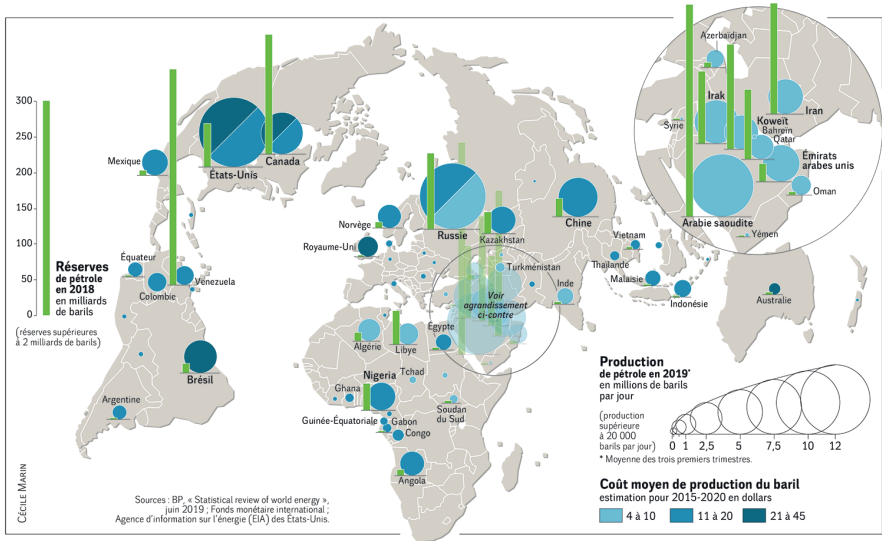 300
250
200
150
100
50
0
Réserves
de pétrole
en 2018
en milliards
de barils
(réserves supérieures
à 2 milliards de barils)
Mexique
États-Unis
Canada
Équateur
Colombie
Vénézuela
Brésil
Argentine
Norvège
Royaume-Uni
Russie
Kazakhstan
Chine
Turkménistan
Inde
Vietnam
Thaïlande
Malaisie
Indonésie
Australie
Voir
agrandissement
ci-contre
Algérie
Libye
Égypte
Tchad
Nigeria
Ghana
Guinée-Équatoriale
Gabon
Congo
Soudan
du Sud
Angola
Azerbaïdjan
Syrie
Irak
Iran
Koweït
Bahreïn
Qatar
Émirats
arabes unis
Oman
Arabie saoudite
Yémen
Production
de pétrole en 2019*
en millions de barils
par jour
(production
supérieure
à 20 000
barils par jour)
0 1 2,5 5 7,5 10 12
* Moyenne des trois premiers trimestres.
Coût moyen de production du baril
estimation pour 2015-2020 en dollars
4 à 10 11 à 20 21 à 45
Sources : BP, « Statistical review of world energy »,
juin 2019 ; Fonds monétaire international ;
Agence d'information sur l'énergie (EIA) des États-Unis.
CÉCILE MARIN